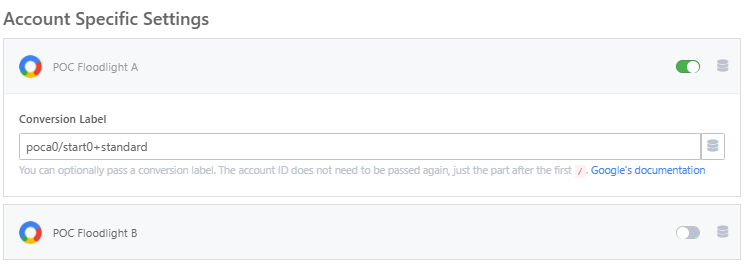 Account Specific Settings
POC Floodlight A
Conversion Label
poca0/start0+standard
You can optionally pass a conversion label. The account ID does not need to be passed again, just the part after the first / . Google's documentation
POC Floodlight B